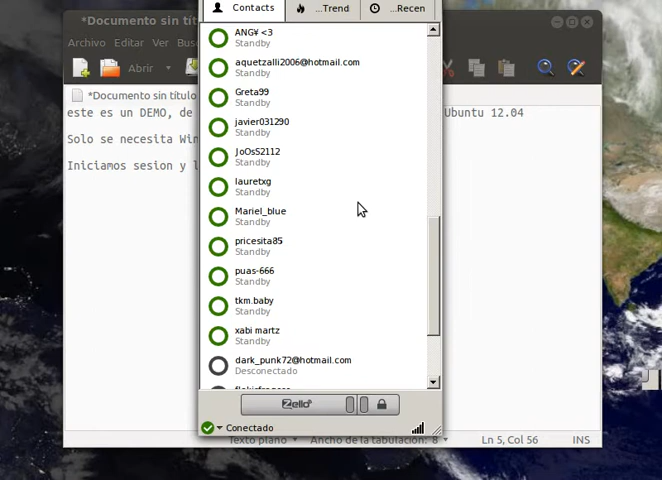 Contacts ...Trend ...Recen
*Documento sin tít
Archivo Editar Ver Bus
Abrir
*Documento sin título
este es un DEMO, de
Ubuntu 12.04
Solo se necesita Win
Iniciamos sesion y l
ANG¥ <3
Standby
aquetzalli2006@hotmail.com
Standby
Greta99
Standby
javier031290
Standby
JoOsS2112
Standby
lauretxg
Standby
Mariel_blue
Standby
pricesita85
Standby
puas-666
Standby
tkm.baby
Standby
xabi martz
Standby
dark_punk72@hotmail.com
Desconectado
Zello
Conectado
Texto plano Ancho de la tabulación: 8 Ln 5, Col 56 INS